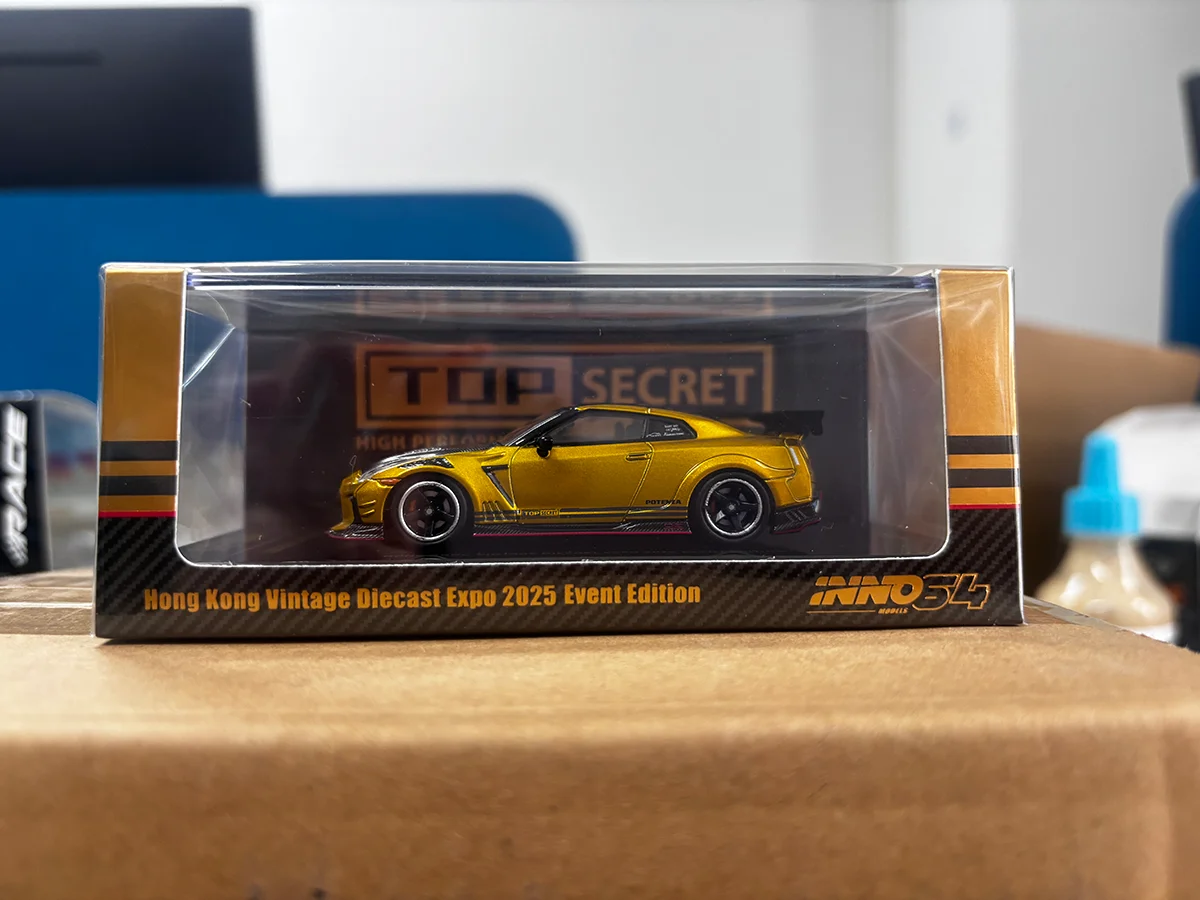 TOP SECRET
HIGH PERFOR
POTENZA
TOP SECRET
RACE
Hong Kong Vintage Diecast Expo 2025 Event Edition
INNO64
MODELS